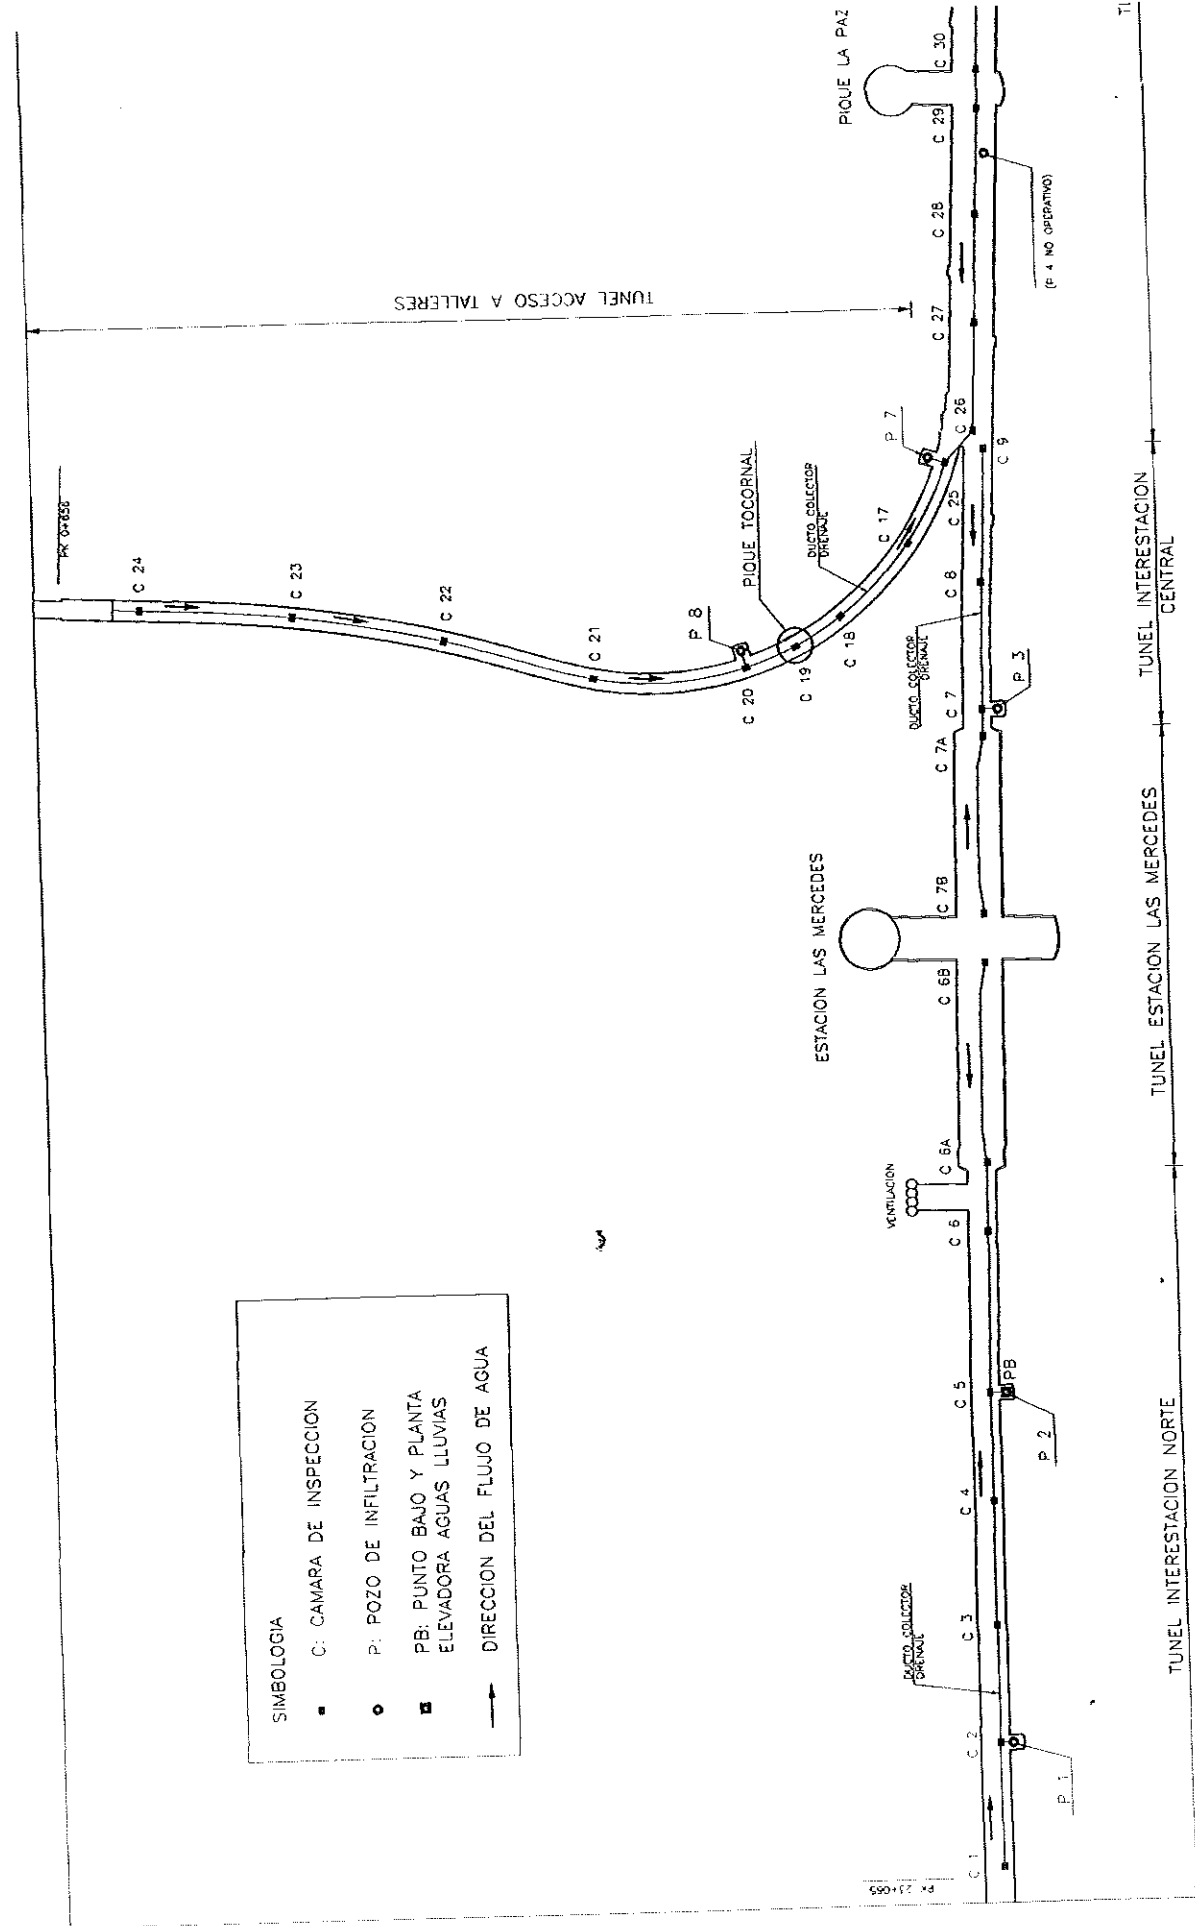 SIMBOLOGIA
C: CAMARA DE INSPECCION
P: POZO DE INFILTRACION
PB: PUNTO BAJO Y PLANTA
ELEVADORA AGUAS LLUVIAS
DIRECCION DEL FLUJO DE AGUA
C 24
C 23
C 22
C 21
C 20
P 8
C 19
PIQUE TOCORNAL
C 18
DUCTO COLECTOR
DRENAJE
C 17
P 7
TUNEL ACCESO A TALLERES
C 1
P 1
C 2
DUCTO COLECTOR
DRENAJE
C 3
C 4
C 5
PB
P 2
C 6
VENTILACION
C 6A
C 6B
ESTACION LAS MERCEDES
C 7B
C 7A
C 7
P 3
DUCTO COLECTOR
DRENAJE
C 8
C 25
C 9
C 26
C 27
C 28
(P 4 NO OPERATIVO)
C 29
PIQUE LA PAZ
C 30
PK 23+065
TUNEL INTERESTACION NORTE
TUNEL ESTACION LAS MERCEDES
TUNEL INTERESTACION
CENTRAL